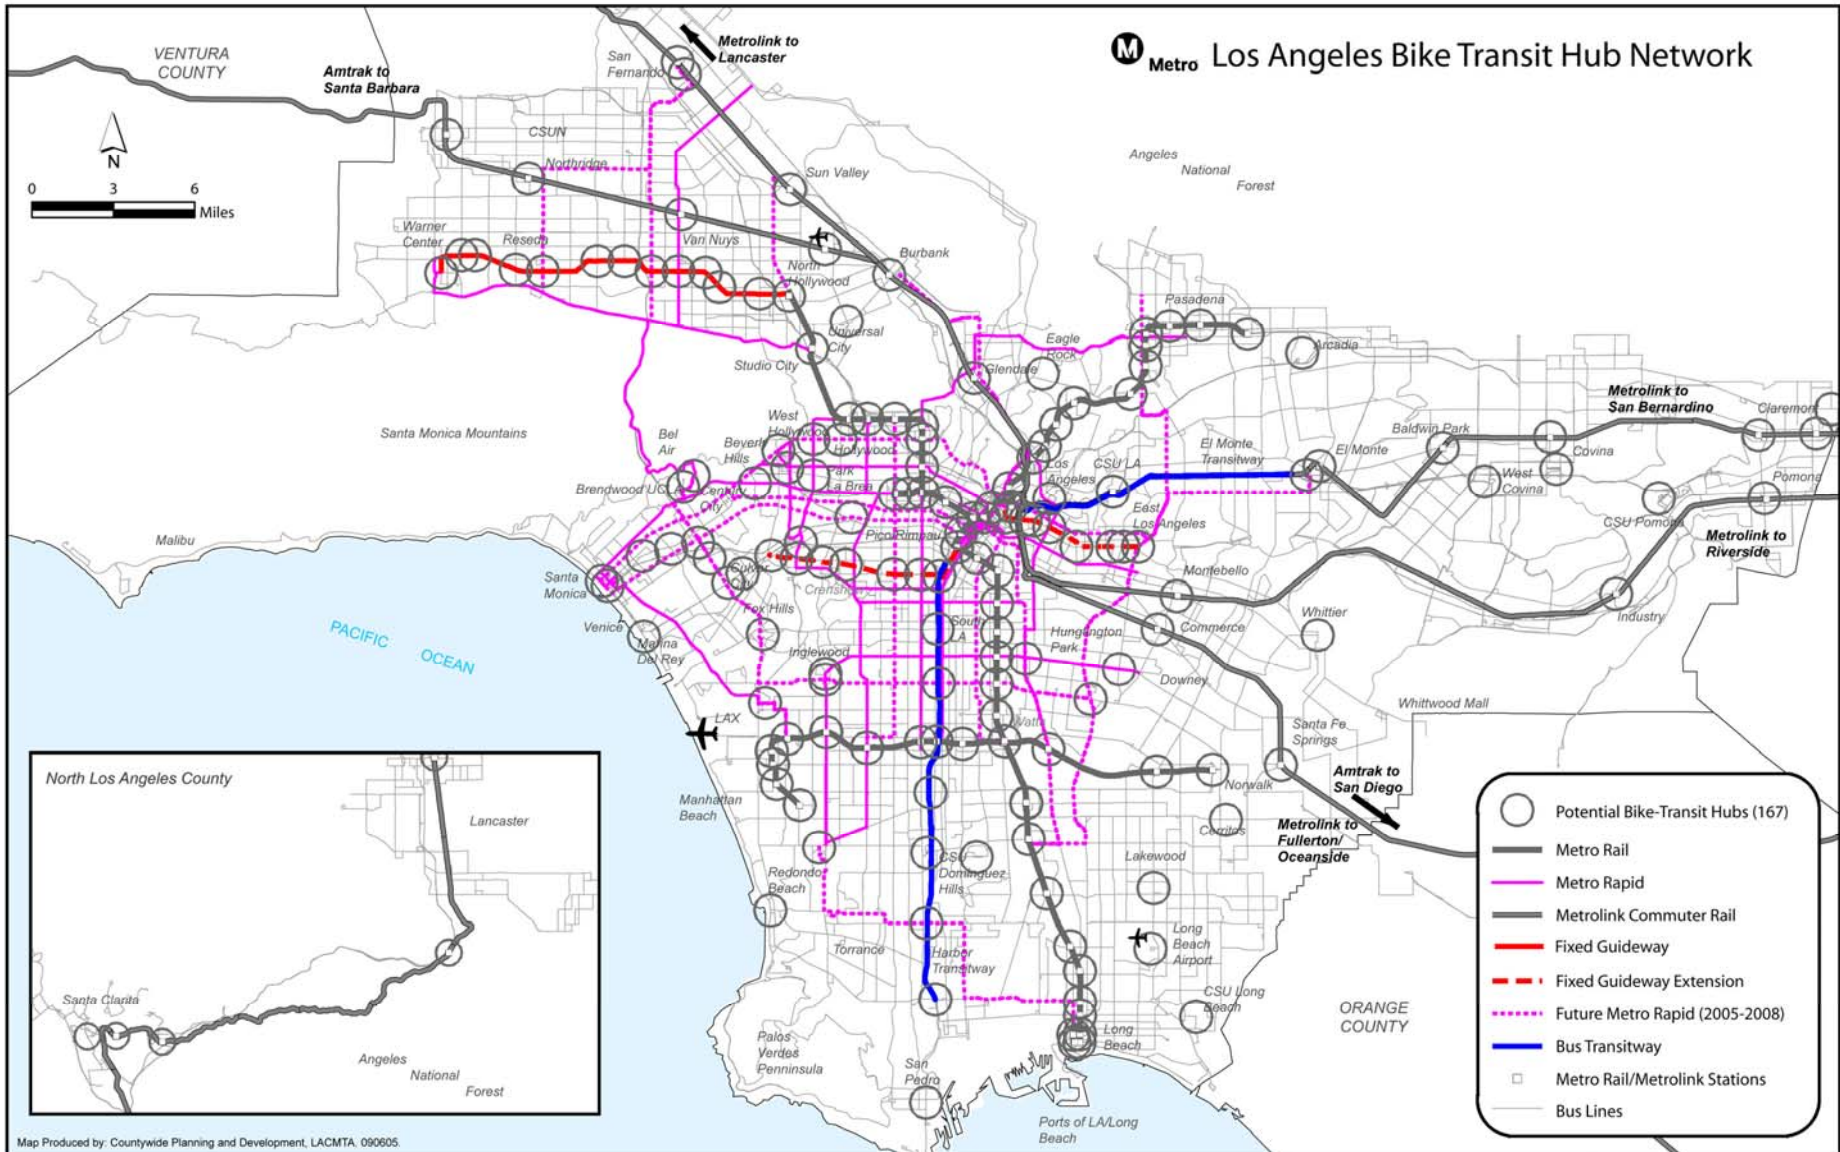 M Metro Los Angeles Bike Transit Hub Network
VENTURA
COUNTY
Amtrak to
Santa Barbara
San
Fernando
Metrolink to
Lancaster
N
0 3 6
Miles
CSUN
Northridge
Sun Valley
Angeles
National
Forest
Warner
Center
Reseda
Van Nuys
North
Hollywood
Burbank
Universal
City
Studio City
Pasadena
Eagle
Rock
Arcadia
Glendale
Metrolink to
San Bernardino
Claremont
Santa Monica Mountains
Bel
Air
Beverly
Hills
West
Hollywood
Hollywood
Park
La Brea
Brendwood UCLA
Century
City
Los
Angeles
CSU LA
El Monte
Transitway
El Monte
Baldwin Park
Covina
West
Covina
Pomona
CSU Pomona
East
Los Angeles
Pico Rimpau
Metrolink to
Riverside
Malibu
Santa
Monica
Culver
City
Crenshaw
Montebello
Venice
Fox Hills
Marina
Del Rey
Inglewood
South
LA
Hungtington
Park
Commerce
Whittier
Industry
PACIFIC OCEAN
Downey
Whittwood Mall
LAX
Watts
Santa Fe
Springs
Norwalk
Amtrak to
San Diego
Manhattan
Beach
Cerritos
Metrolink to
Fullerton/
Oceanside
Redondo
Beach
CSU
Dominguez
Hills
Lakewood
Torrance
Harbor
Transitway
Long
Beach
Airport
CSU Long
Beach
ORANGE
COUNTY
Palos
Verdes
Penninsula
San
Pedro
Long
Beach
Ports of LA/Long
Beach
North Los Angeles County
Lancaster
Santa Clarita
Angeles
National
Forest
Potential Bike-Transit Hubs (167)
Metro Rail
Metro Rapid
Metrolink Commuter Rail
Fixed Guideway
Fixed Guideway Extension
Future Metro Rapid (2005-2008)
Bus Transitway
Metro Rail/Metrolink Stations
Bus Lines
Map Produced by: Countywide Planning and Development, LACMTA. 090605.